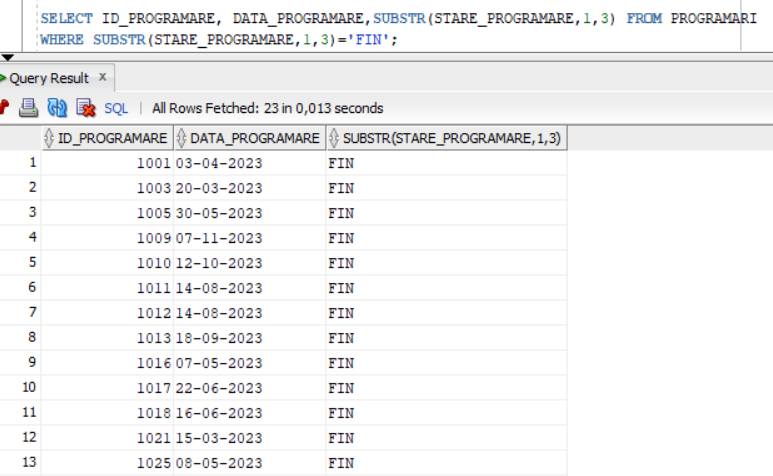 SELECT ID_PROGRAMARE, DATA_PROGRAMARE,SUBSTR(STARE_PROGRAMARE,1,3) FROM PROGRAMARI
WHERE SUBSTR(STARE_PROGRAMARE,1,3)='FIN';
Query Result x
SQL | All Rows Fetched: 23 in 0,013 seconds
ID_PROGRAMARE DATA_PROGRAMARE SUBSTR(STARE_PROGRAMARE,1,3)
1 1001 03-04-2023 FIN
2 1003 20-03-2023 FIN
3 1005 30-05-2023 FIN
4 1009 07-11-2023 FIN
5 1010 12-10-2023 FIN
6 1011 14-08-2023 FIN
7 1012 14-08-2023 FIN
8 1013 18-09-2023 FIN
9 1016 07-05-2023 FIN
10 1017 22-06-2023 FIN
11 1018 16-06-2023 FIN
12 1021 15-03-2023 FIN
13 1025 08-05-2023 FIN